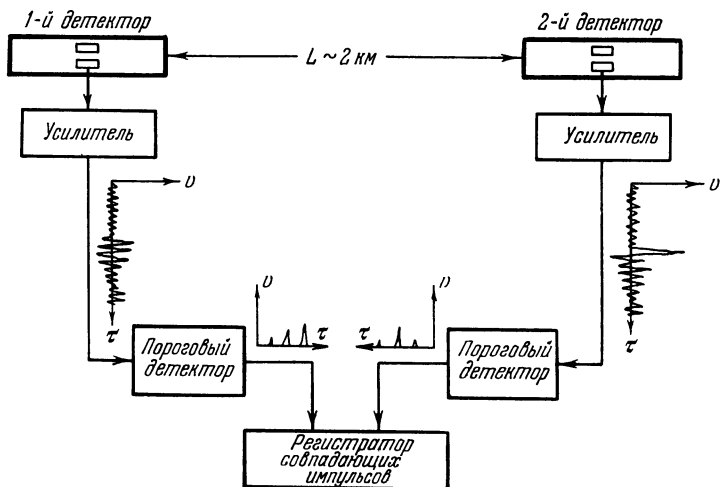 1-й детектор
2-й детектор
L ~ 2 км
Усилитель
Усилитель
υ
υ
τ
τ
υ
τ
υ
τ
Пороговый
детектор
Пороговый
детектор
Регистратор
совпадающих
импульсов